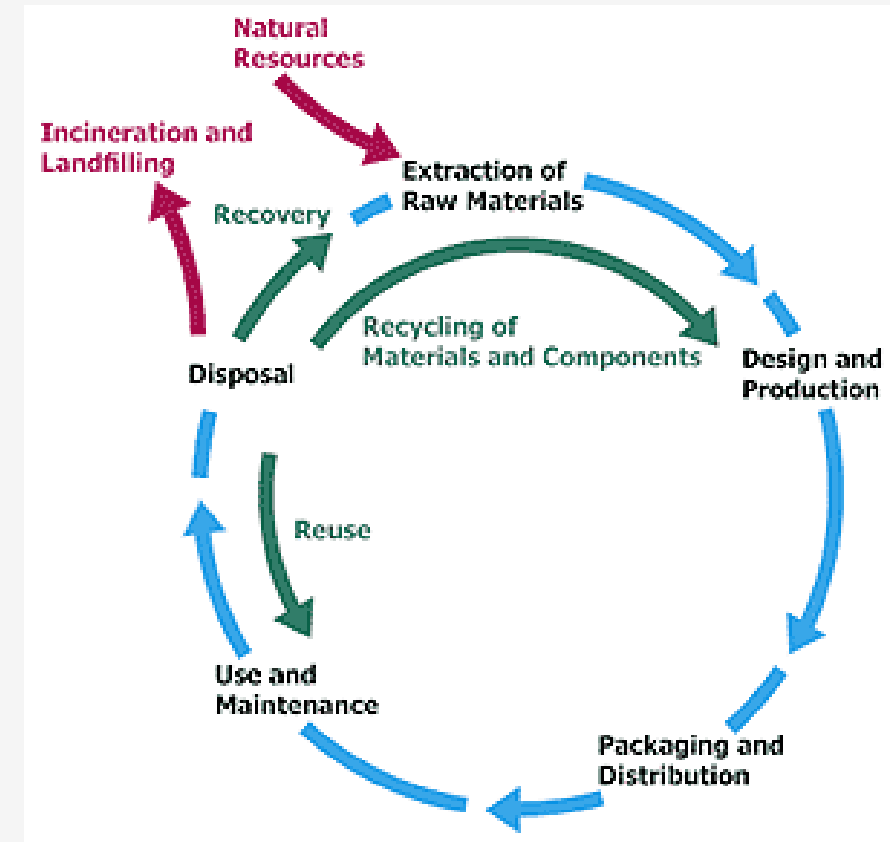 Natural
Resources
Incineration and
Landfilling
Extraction of
Raw Materials
Recovery
Recycling of
Materials and Components
Design and
Production
Disposal
Reuse
Use and
Maintenance
Packaging and
Distribution